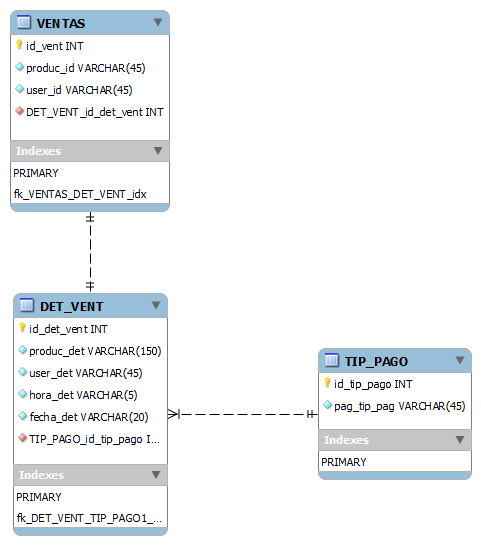 VENTAS
id_vent INT
produc_id VARCHAR(45)
user_id VARCHAR(45)
DET_VENT_id_det_vent INT
Indexes
PRIMARY
fk_VENTAS_DET_VENT_idx
DET_VENT
id_det_vent INT
produc_det VARCHAR(150)
user_det VARCHAR(45)
hora_det VARCHAR(5)
fecha_det VARCHAR(20)
TIP_PAGO_id_tip_pago I...
Indexes
PRIMARY
fk_DET_VENT_TIP_PAGO1_...
TIP_PAGO
id_tip_pago INT
pag_tip_pag VARCHAR(45)
Indexes
PRIMARY